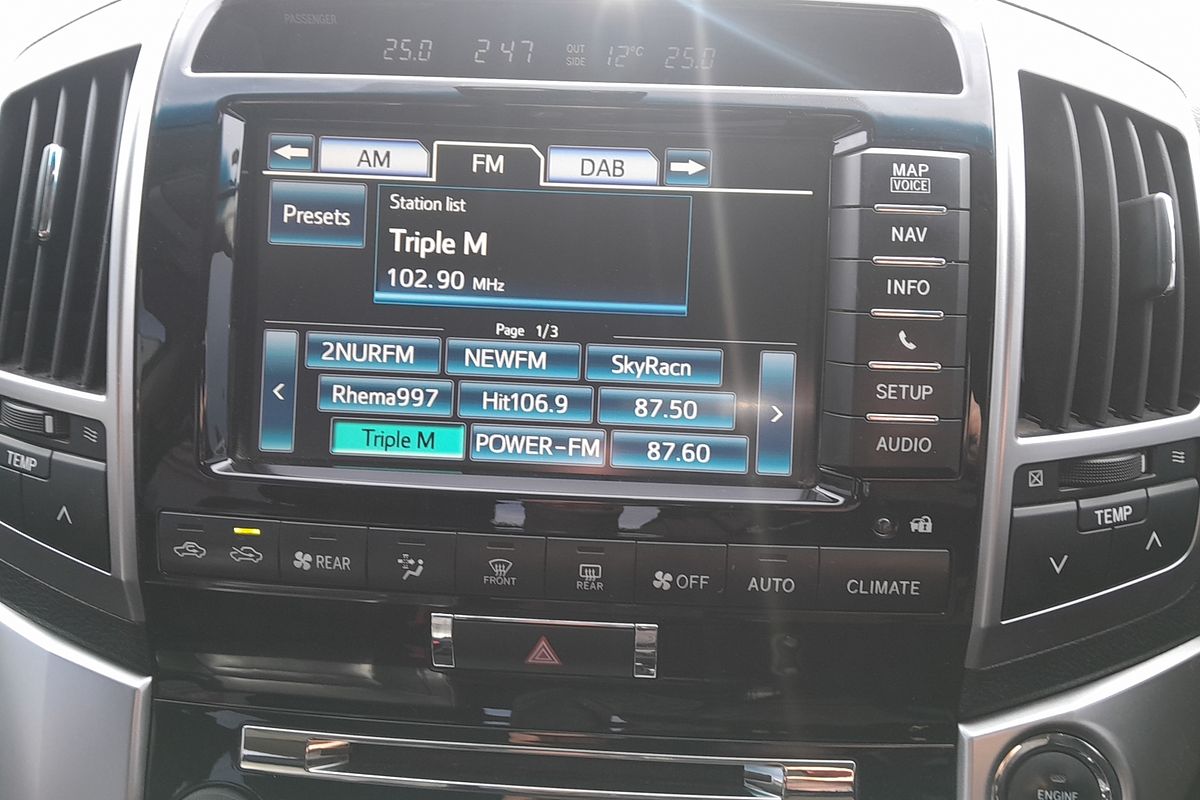 PASSENGER
25.0 2:47 OUT SIDE 12°C 25.0
AM FM DAB
Presets
Station list
Triple M
102.90 MHz
Page 1/3
2NURFM NEWFM SkyRacn
Rhema997 Hit106.9 87.50
Triple M POWER-FM 87.60
MAP
VOICE
NAV
INFO
SETUP
AUDIO
TEMP
TEMP
REAR
FRONT
REAR
OFF
AUTO
CLIMATE
ENGINE